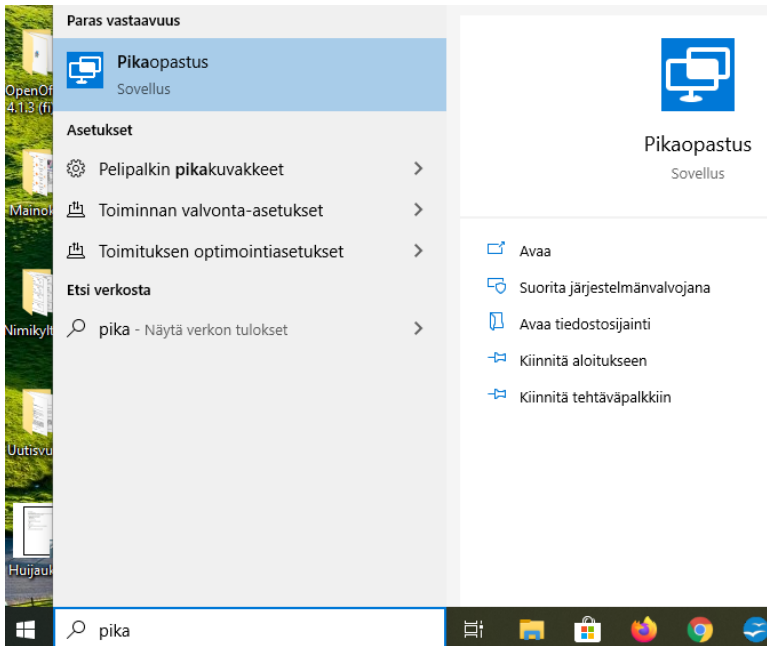 Paras vastaavuus
Pikaopastus
Sovellus
Asetukset
Pelipalkin pikakuvakkeet
Toiminnan valvonta-asetukset
Toimituksen optimointiasetukset
Etsi verkosta
pika - Näytä verkon tulokset
Pikaopastus
Sovellus
Avaa
Suorita järjestelmänvalvojana
Avaa tiedostosijainti
Kiinnitä aloitukseen
Kiinnitä tehtäväpalkkiin
OpenOf
4.1.3 (fi
Mainok
Nimikylt
Uutisvu
Huijauk
pika